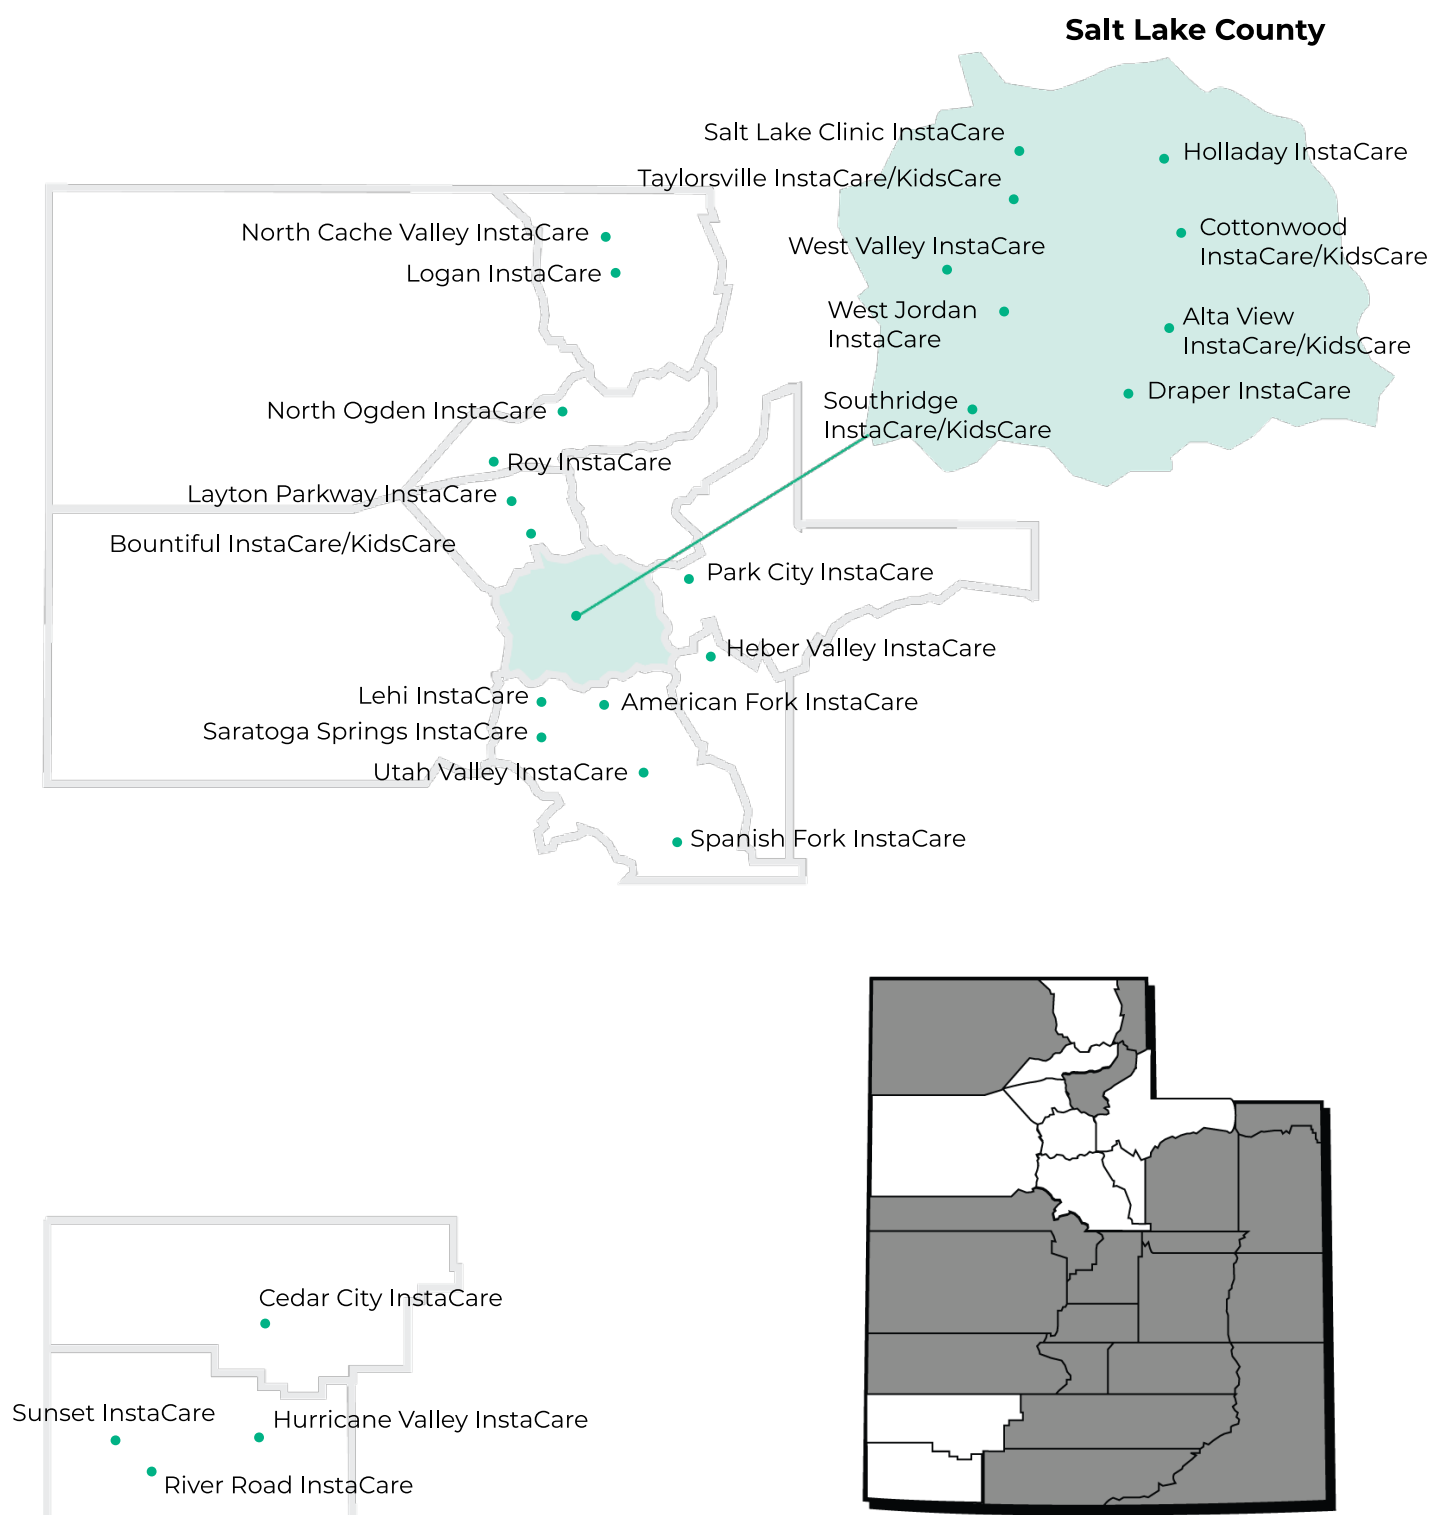 Salt Lake County
Salt Lake Clinic InstaCare
Holladay InstaCare
Taylorsville InstaCare/KidsCare
Cottonwood
InstaCare/KidsCare
West Valley InstaCare
West Jordan
InstaCare
Alta View
InstaCare/KidsCare
Draper InstaCare
Southridge
InstaCare/KidsCare
North Cache Valley InstaCare
Logan InstaCare
North Ogden InstaCare
Roy InstaCare
Layton Parkway InstaCare
Bountiful InstaCare/KidsCare
Park City InstaCare
Heber Valley InstaCare
Lehi InstaCare
American Fork InstaCare
Saratoga Springs InstaCare
Utah Valley InstaCare
Spanish Fork InstaCare
Cedar City InstaCare
Sunset InstaCare
Hurricane Valley InstaCare
River Road InstaCare